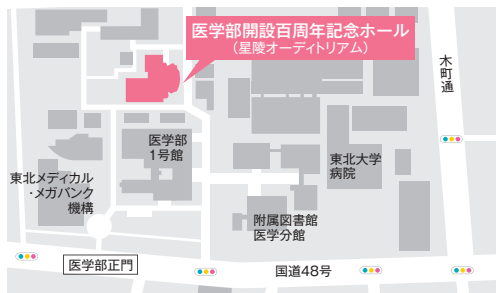 医学部開設百周年記念ホール
（星陵オーディトリアム）
木町通
医学部
1号館
東北大学
病院
東北メディカル
・メガバンク
機構
附属図書館
医学分館
医学部正門
国道48号